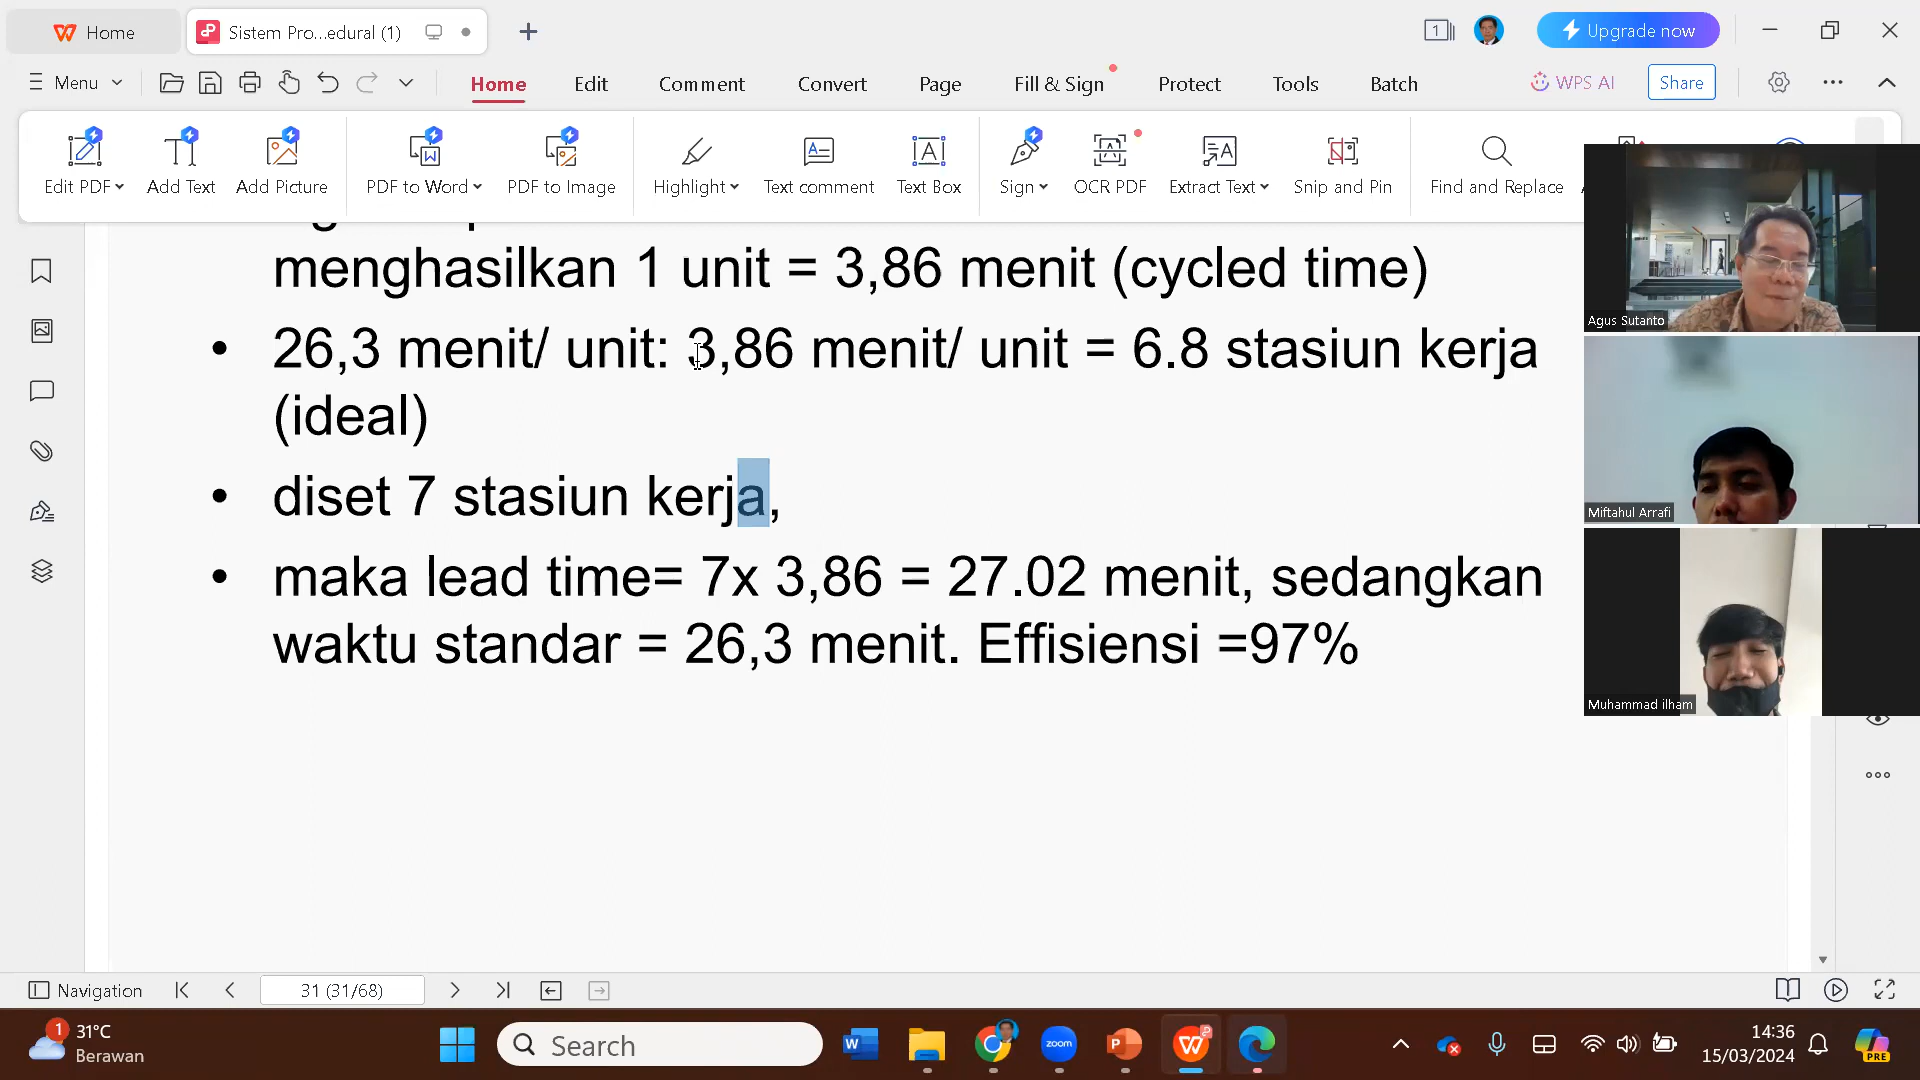 Home
Sistem Pro...edural (1)
1
Upgrade now
Menu
Home
Edit
Comment
Convert
Page
Fill & Sign
Protect
Tools
Batch
WPS AI
Share
Edit PDF
Add Text
Add Picture
PDF to Word
PDF to Image
Highlight
Text comment
Text Box
Sign
OCR PDF
Extract Text
Snip and Pin
Find and Replace
menghasilkan 1 unit = 3,86 menit (cycled time)
• 26,3 menit/ unit: 3,86 menit/ unit = 6.8 stasiun kerja
(ideal)
• diset 7 stasiun kerja,
• maka lead time= 7x 3,86 = 27.02 menit, sedangkan
waktu standar = 26,3 menit. Effisiensi =97%
Agus Sutanto
Miftahul Arrafi
Muhammad ilham
Navigation
31 (31/68)
1
31°C
Berawan
Search
zoom
PRE
14:36
15/03/2024